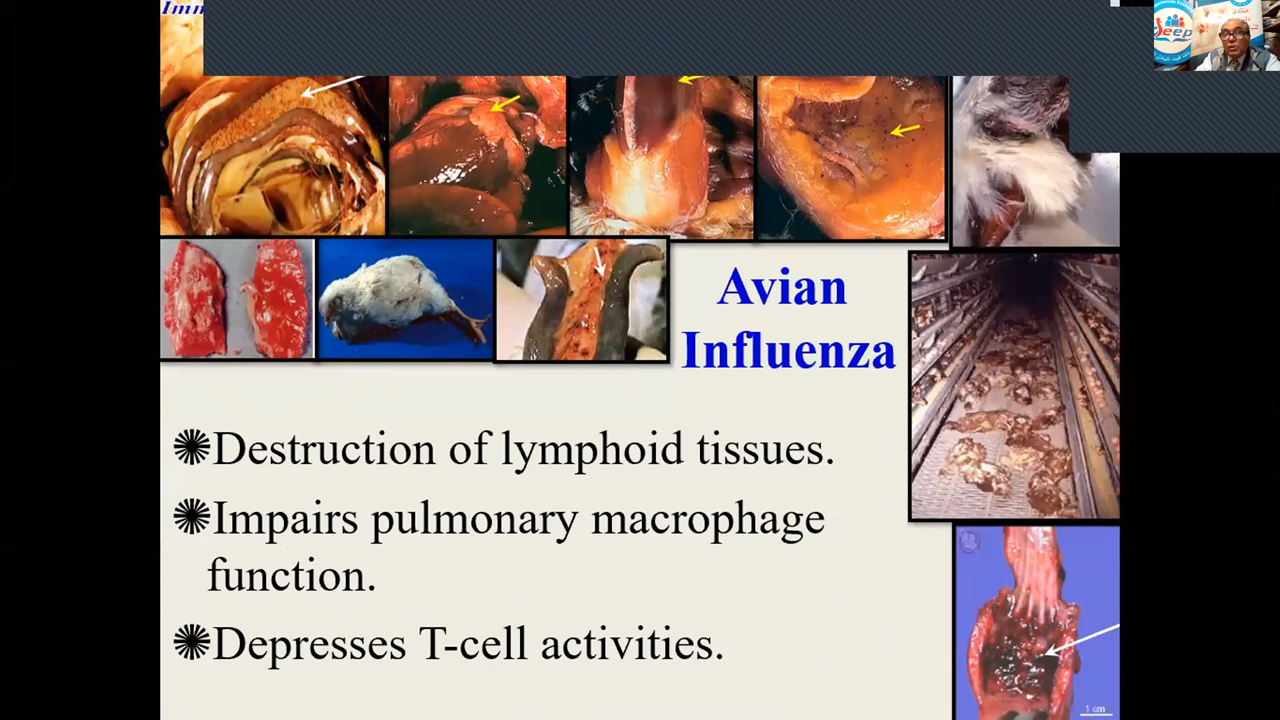 Avian
Influenza
Destruction of lymphoid tissues.
Impairs pulmonary macrophage
function.
Depresses T-cell activities.
1 cm